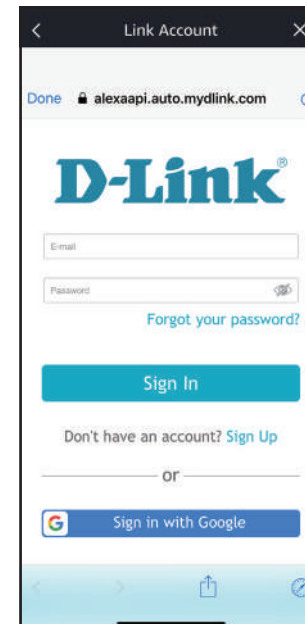 Link Account
Done alexaapi.auto.mydlink.com
D-Link®
E-mail
Password
Forgot your password?
Sign In
Don't have an account? Sign Up
or
G Sign in with Google